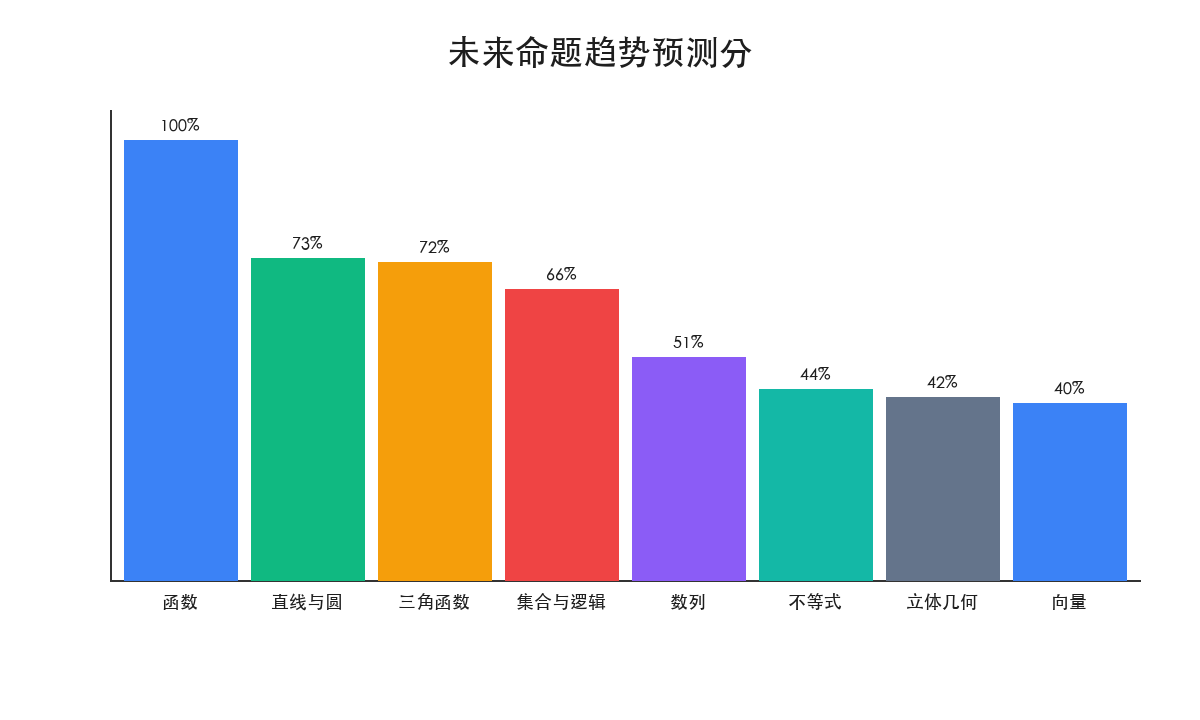 未来命题趋势预测分
100%
73%
72%
66%
51%
44%
42%
40%
函数
直线与圆
三角函数
集合与逻辑
数列
不等式
立体几何
向量